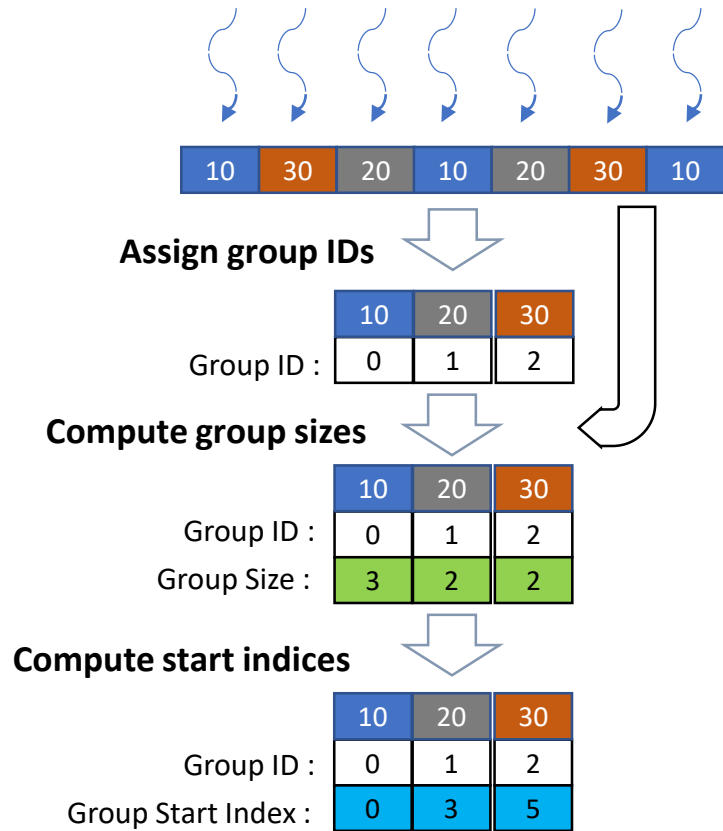 10 30 20 10 20 30 10
Assign group IDs
10 20 30
Group ID : 0 1 2
Compute group sizes
10 20 30
Group ID : 0 1 2
Group Size : 3 2 2
Compute start indices
10 20 30
Group ID : 0 1 2
Group Start Index : 0 3 5